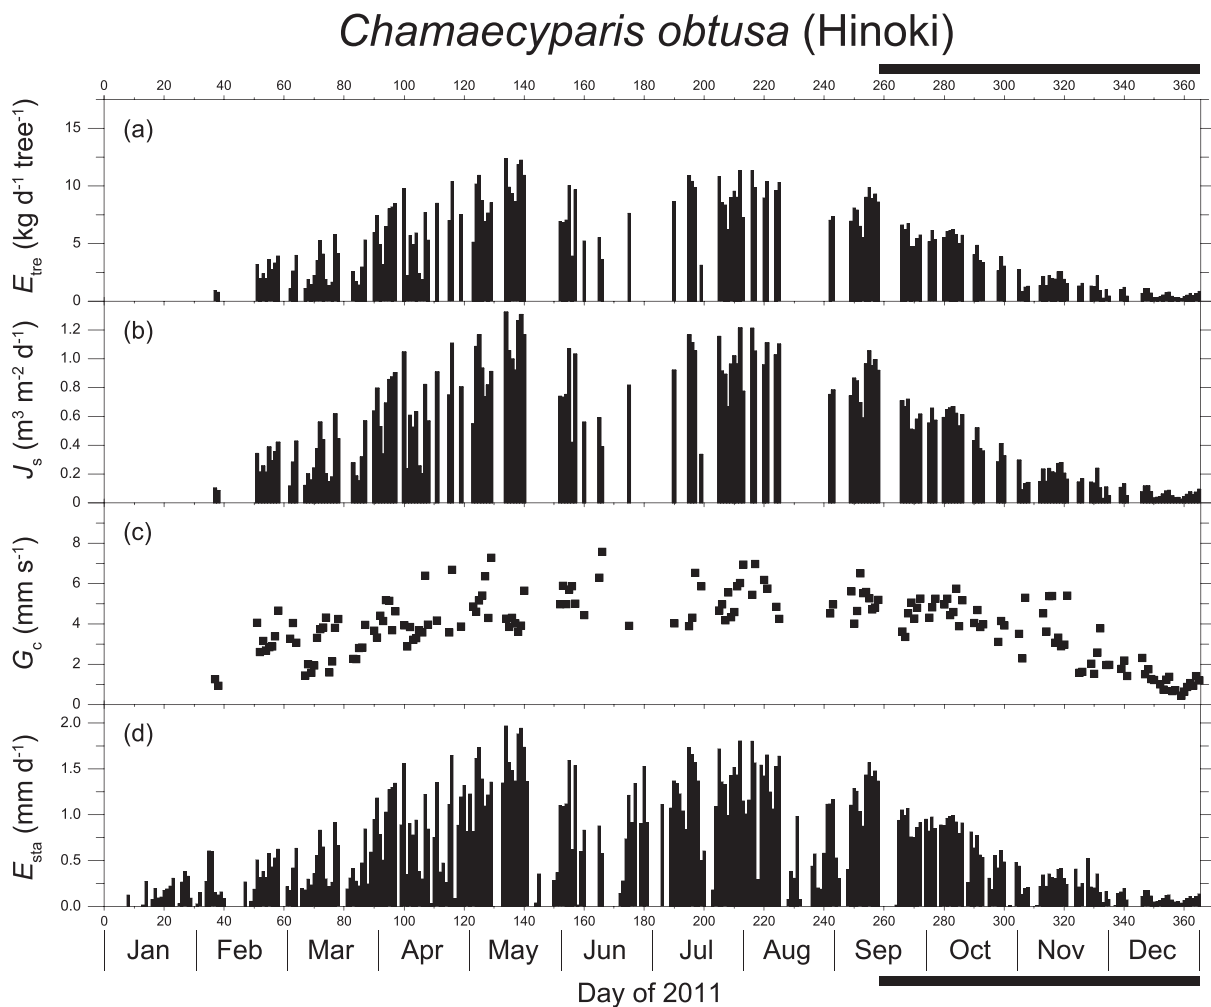 Chamaecyparis obtusa (Hinoki)
0 20 40 60 80 100 120 140 160 180 200 220 240 260 280 300 320 340 360
(a)
15
10
5
0
E_tre (kg d⁻¹ tree⁻¹)
(b)
1.2
1.0
0.8
0.6
0.4
0.2
0
J_s (m³ m⁻² d⁻¹)
(c)
8
6
4
2
0
G_c (mm s⁻¹)
(d)
2.0
1.5
1.0
0.5
0.0
E_sta (mm d⁻¹)
0 20 40 60 80 100 120 140 160 180 200 220 240 260 280 300 320 340 360
Jan Feb Mar Apr May Jun Jul Aug Sep Oct Nov Dec
Day of 2011